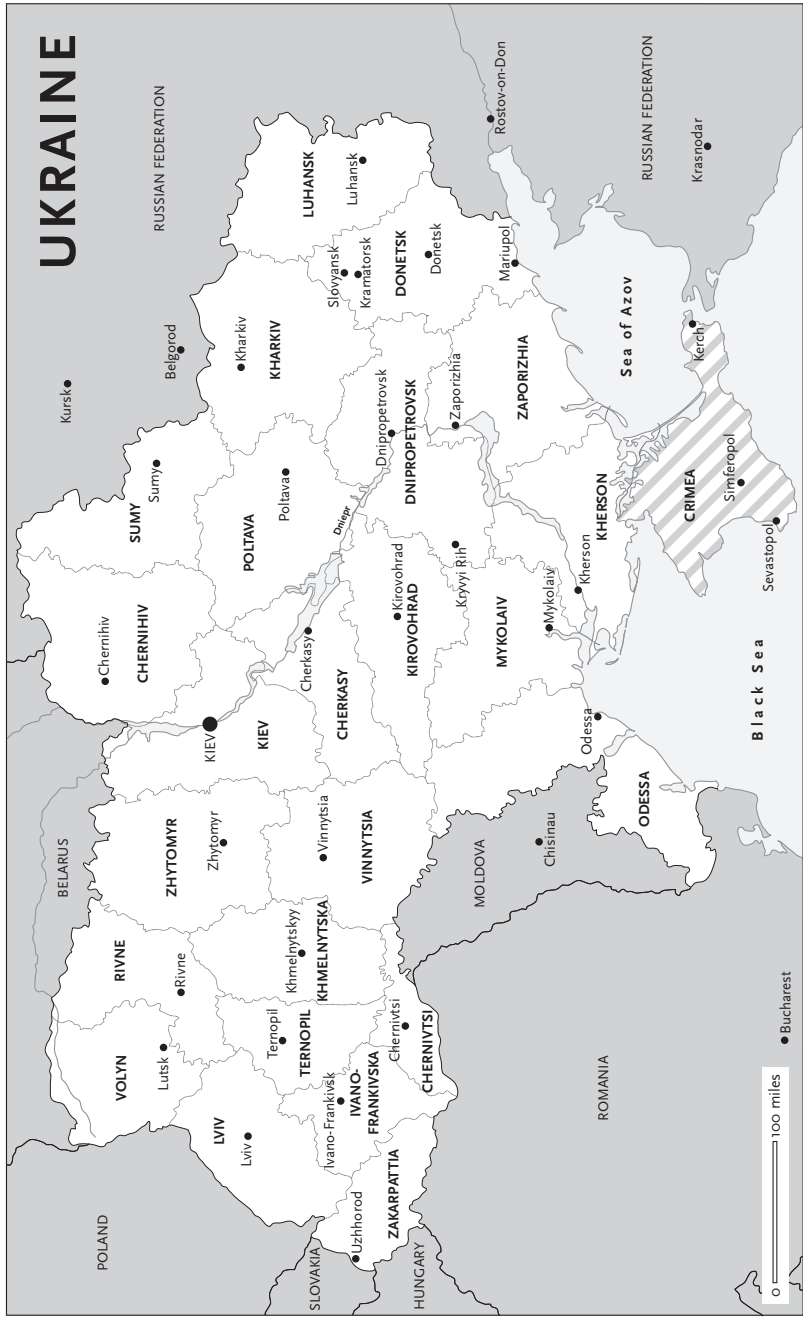 UKRAINE
POLAND
BELARUS
RUSSIAN FEDERATION
Kursk
Belgorod
VOLYN
Lutsk
RIVNE
Rivne
ZHYTOMYR
Zhytomyr
KIEV
KIEV
CHERNIHIV
Chernihiv
SUMY
Sumy
LVIV
Lviv
TERNOPIL
Ternopil
Khmelnytskyy
KHMELNYTSKA
Vinnytsia
VINNYTSIA
Cherkasy
CHERKASY
POLTAVA
Poltava
Dniepr
Kharkiv
KHARKIV
LUHANSK
Luhansk
SLOVAKIA
Uzhhorod
ZAKARPATTIA
HUNGARY
Ivano-Frankivsk
IVANO-
FRANKIVSKA
Chernivtsi
CHERNIVTSI
Kirovohrad
KIROVOHRAD
Dnipropetrovsk
DNIPROPETROVSK
Kryvyi Rih
Slovyansk
Kramatorsk
DONETSK
Donetsk
Mariupol
Zaporizhia
ZAPORIZHIA
Rostov-on-Don
MOLDOVA
Chisinau
MYKOLAIV
Mykolaiv
Kherson
KHERSON
Odessa
ODESSA
ROMANIA
Bucharest
Sea of Azov
RUSSIAN FEDERATION
Krasnodar
Kerch
CRIMEA
Simferopol
Sevastopol
Black Sea
0 100 miles